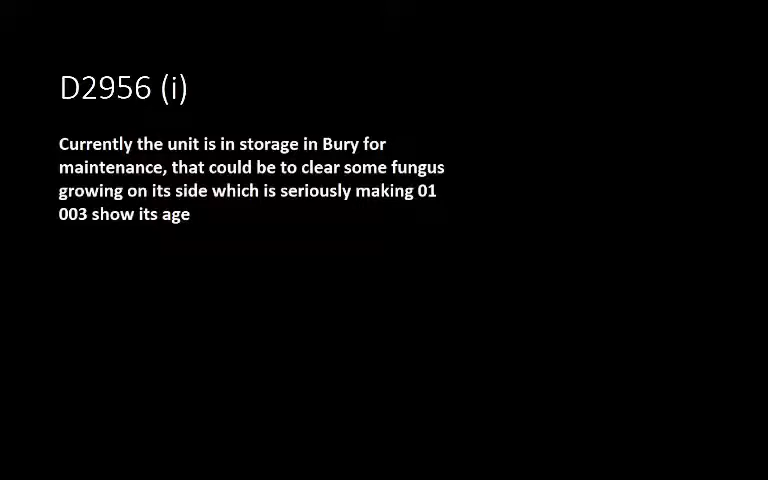 D2956 (i)
Currently the unit is in storage in Bury for
maintenance, that could be to clear some fungus
growing on its side which is seriously making 01
003 show its age